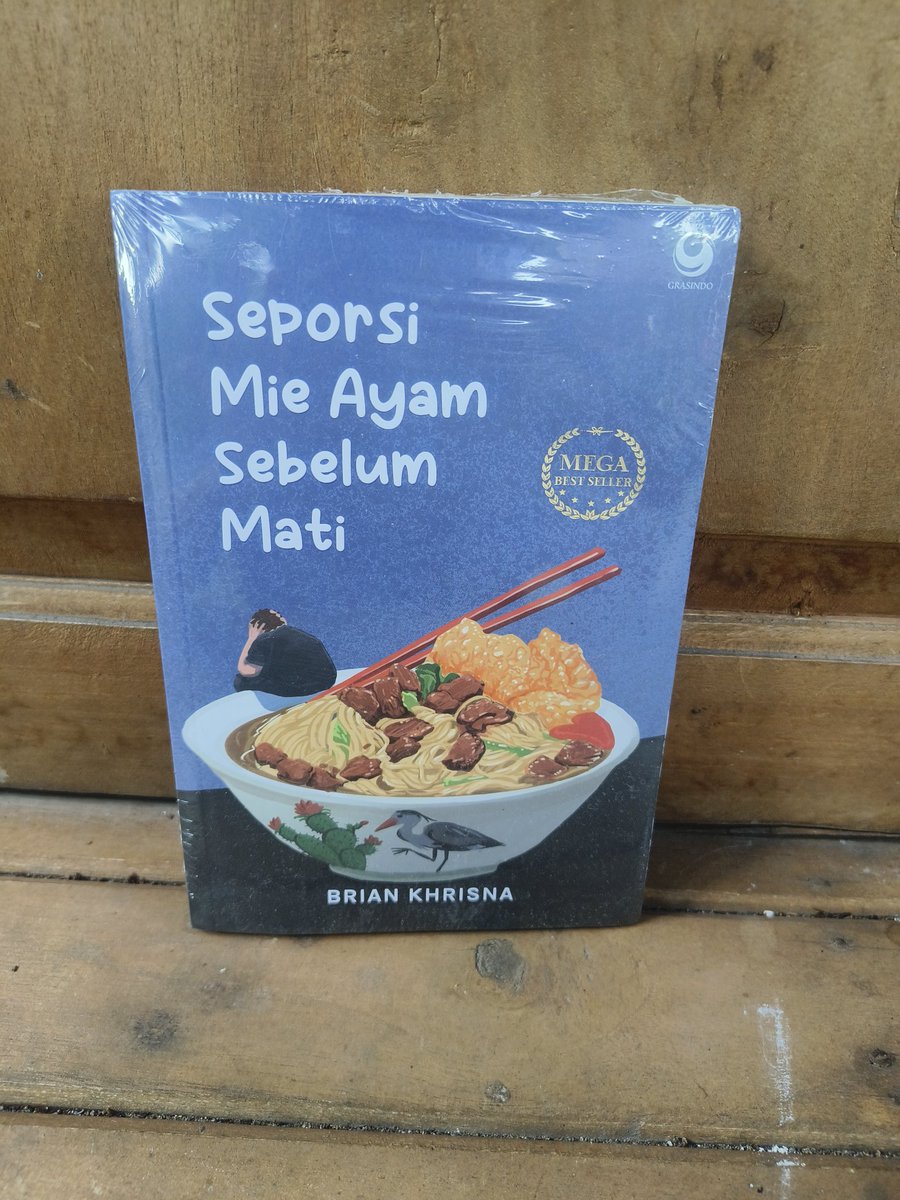 GRASINDO
Seporsi
Mie Ayam
Sebelum
Mati
MEGA
BEST SELLER
BRIAN KHRISNA